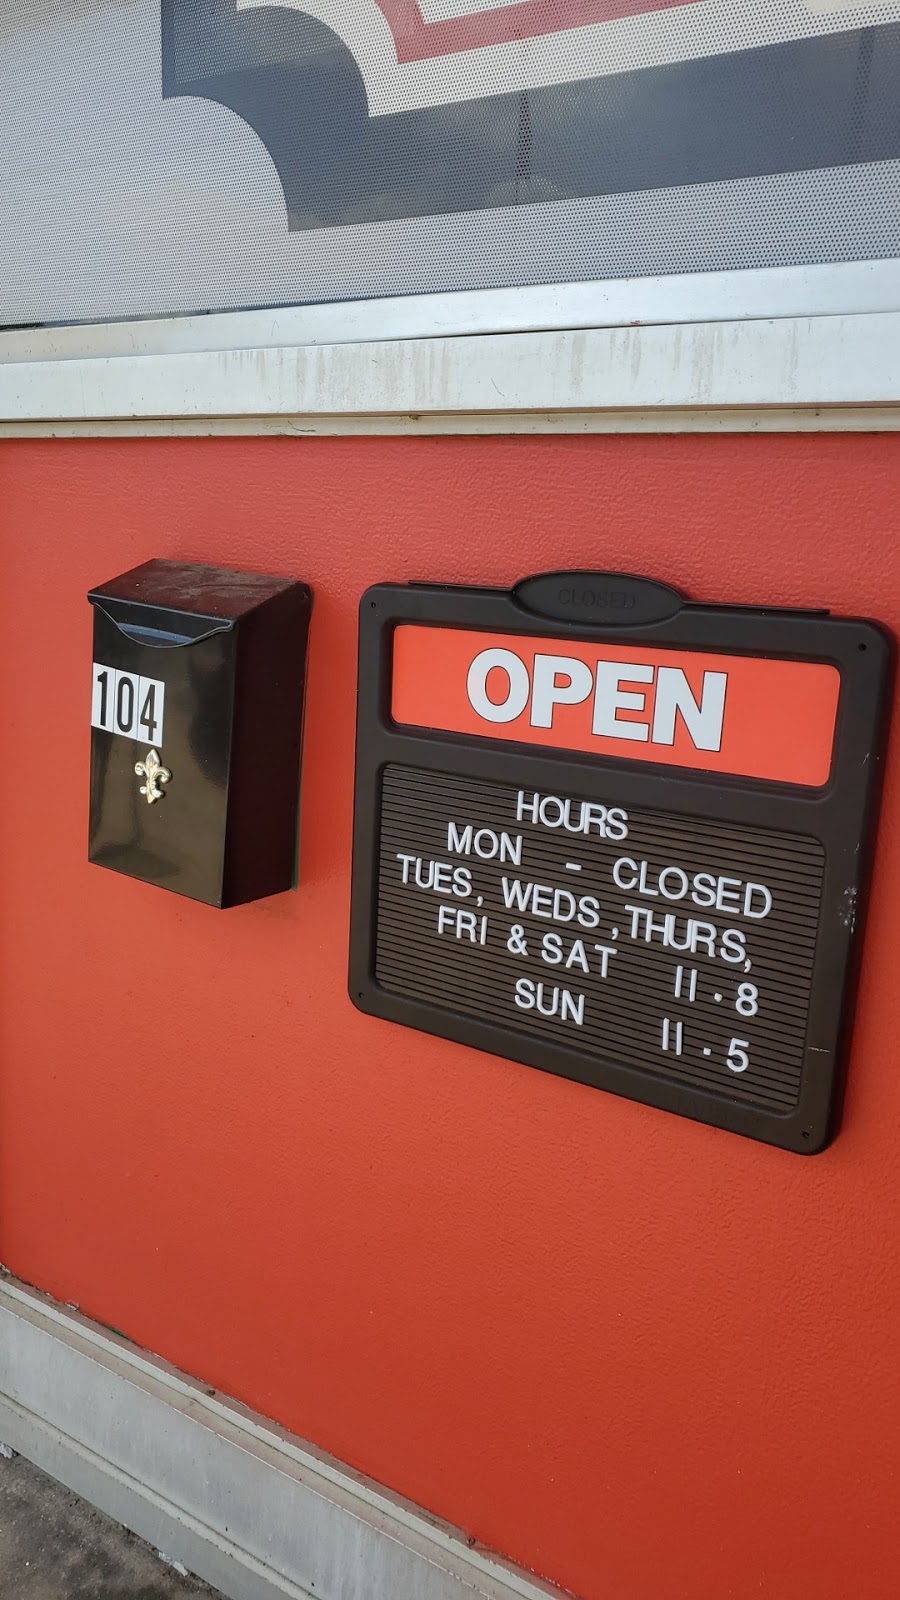 104
CLOSED
OPEN
HOURS
MON - CLOSED
TUES, WEDS, THURS,
FRI & SAT 11 . 8
SUN 11 . 5